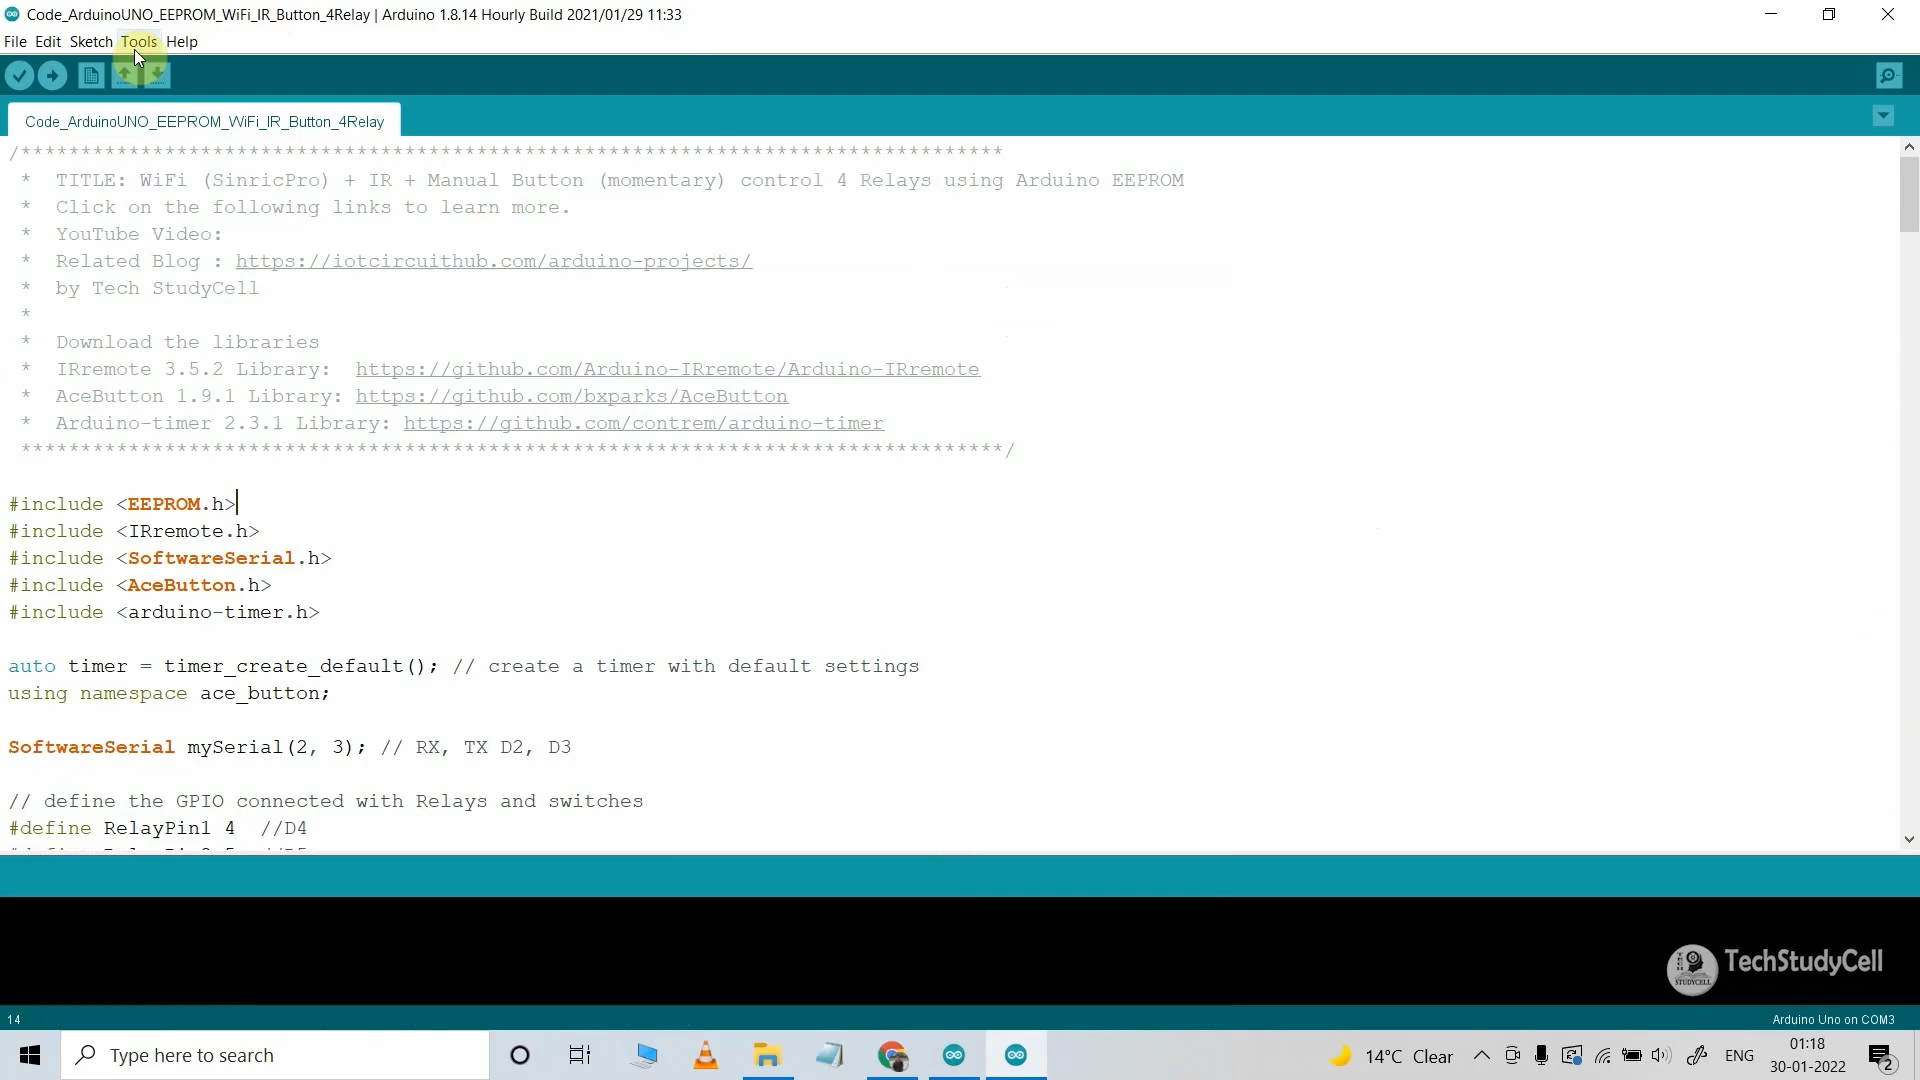 Code_ArduinoUNO_EEPROM_WiFi_IR_Button_4Relay | Arduino 1.8.14 Hourly Build 2021/01/29 11:33
File Edit Sketch Tools Help
Code_ArduinoUNO_EEPROM_WiFi_IR_Button_4Relay
/**********************************************************************************
* TITLE: WiFi (SinricPro) + IR + Manual Button (momentary) control 4 Relays using Arduino EEPROM
* Click on the following links to learn more.
* YouTube Video:
* Related Blog : https://iotcircuithub.com/arduino-projects/
* by Tech StudyCell
*
* Download the libraries
* IRremote 3.5.2 Library: https://github.com/Arduino-IRremote/Arduino-IRremote
* AceButton 1.9.1 Library: https://github.com/bxparks/AceButton
* Arduino-timer 2.3.1 Library: https://github.com/contrem/arduino-timer
**********************************************************************************/
#include <EEPROM.h>
#include <IRremote.h>
#include <SoftwareSerial.h>
#include <AceButton.h>
#include <arduino-timer.h>
auto timer = timer_create_default(); // create a timer with default settings
using namespace ace_button;
SoftwareSerial mySerial(2, 3); // RX, TX D2, D3
// define the GPIO connected with Relays and switches
#define RelayPin1 4 //D4
TechStudyCell
STUDYCELL
14
Arduino Uno on COM3
Type here to search
14°C Clear
ENG
01:18
30-01-2022
2